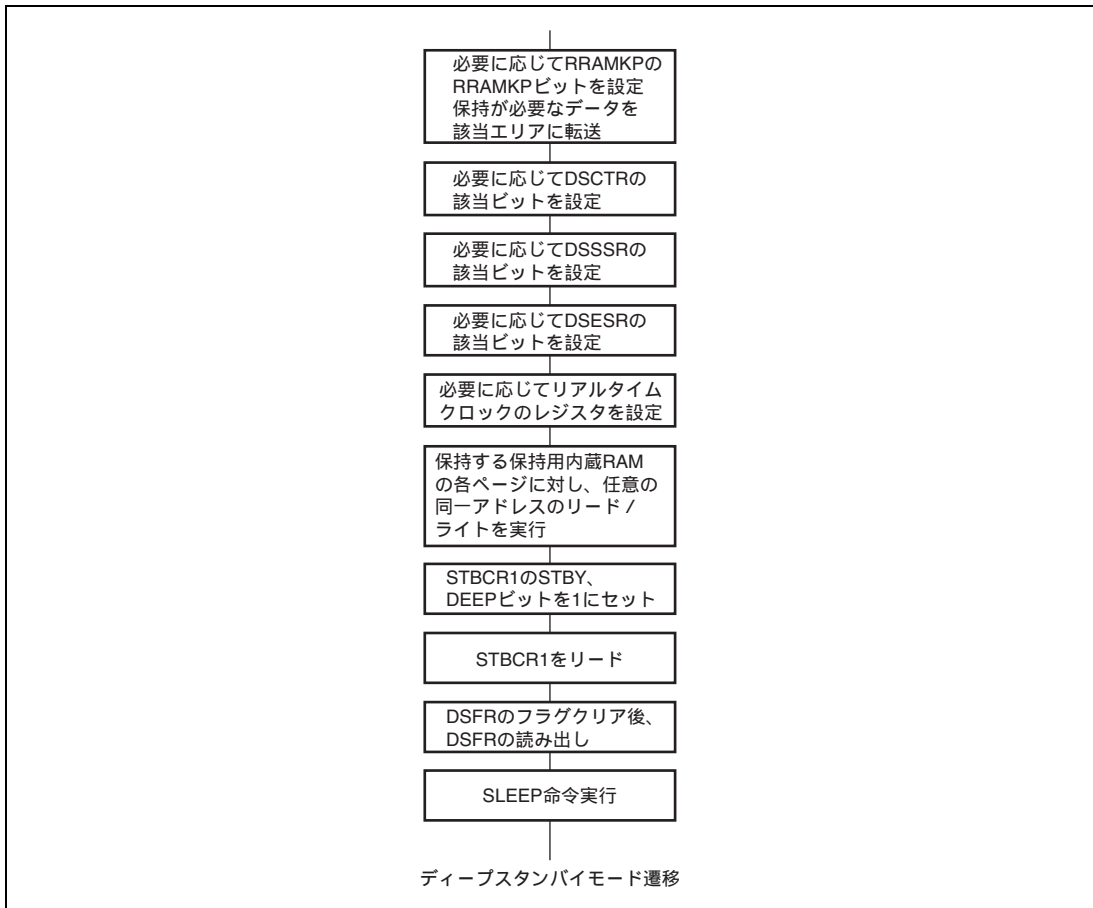 必要に応じてRRAMKPの
RRAMKPビットを設定
保持が必要なデータを
該当エリアに転送
必要に応じてDSCTRの
該当ビットを設定
必要に応じてDSSSRの
該当ビットを設定
必要に応じてDSESRの
該当ビットを設定
必要に応じてリアルタイム
クロックのレジスタを設定
保持する保持用内蔵RAM
の各ページに対し、任意の
同一アドレスのリード／
ライトを実行
STBCR1のSTBY、
DEEPビットを1にセット
STBCR1をリード
DSFRのフラグクリア後、
DSFRの読み出し
SLEEP命令実行
ディープスタンバイモード遷移